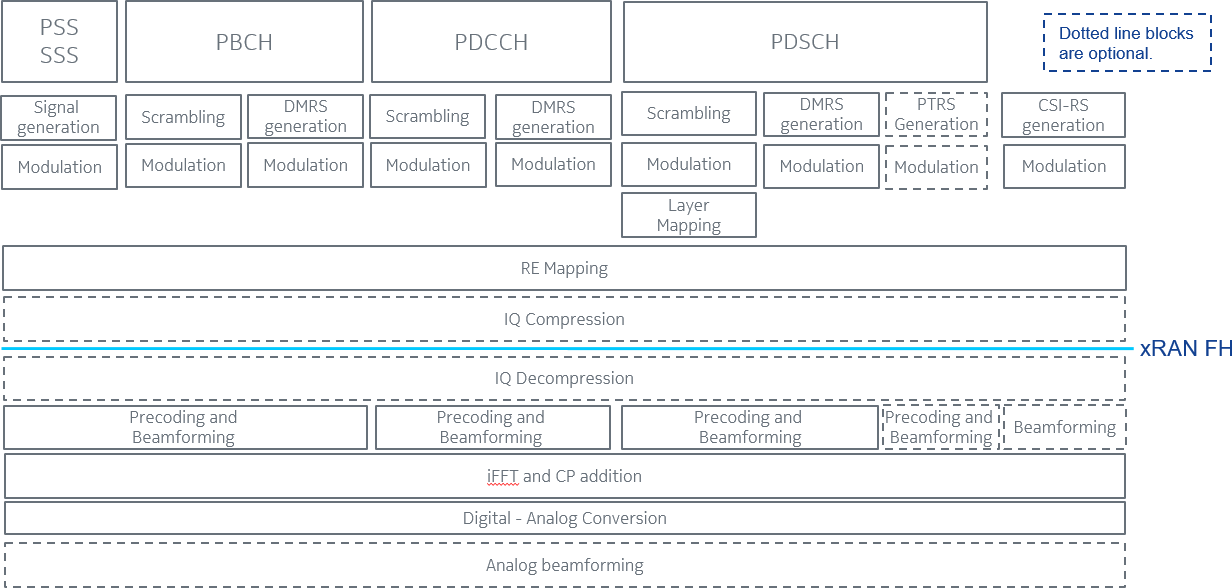 PSS
SSS
PBCH
PDCCH
PDSCH
Dotted line blocks
are optional.
Signal
generation
Scrambling
DMRS
generation
Scrambling
DMRS
generation
Scrambling
DMRS
generation
PTRS
Generation
CSI-RS
generation
Modulation
Modulation
Modulation
Modulation
Modulation
Modulation
Modulation
Modulation
Modulation
Layer
Mapping
RE Mapping
IQ Compression
xRAN FH
IQ Decompression
Precoding and
Beamforming
Precoding and
Beamforming
Precoding and
Beamforming
Precoding and
Beamforming
Beamforming
iFFT and CP addition
Digital - Analog Conversion
Analog beamforming